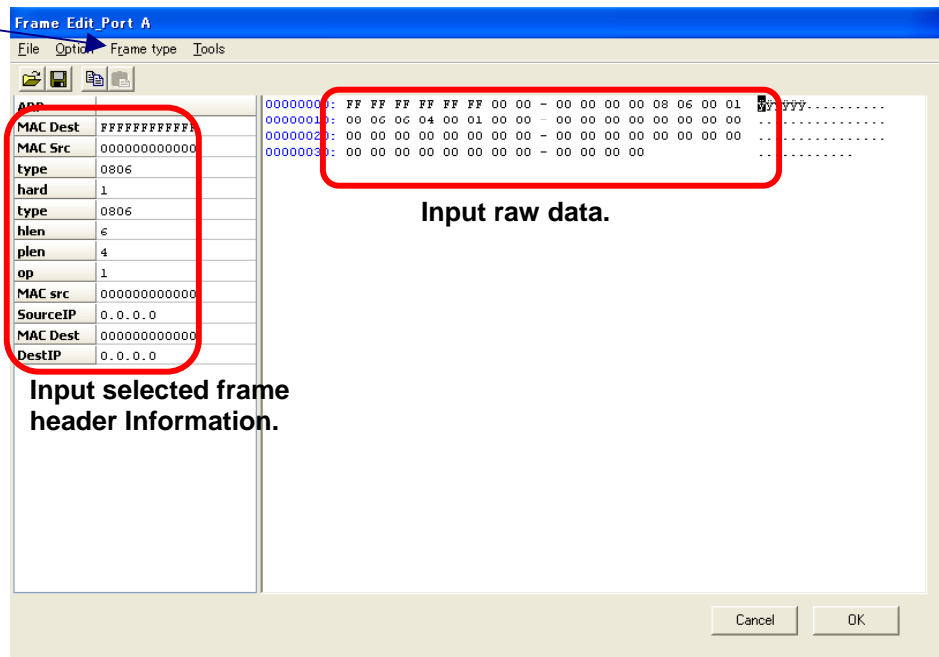 Frame Edit_Port A
File Option Frame type Tools
ARP
MAC Dest FFFFFFFFFFFF
MAC Src 000000000000
type 0806
hard 1
type 0806
hlen 6
plen 4
op 1
MAC src 000000000000
SourceIP 0.0.0.0
MAC Dest 000000000000
DestIP 0.0.0.0
Input selected frame
header Information.
00000000: FF FF FF FF FF FF 00 00 - 00 00 00 00 08 06 00 01 ÿÿÿÿÿÿ..........
00000010: 00 06 06 04 00 01 00 00 - 00 00 00 00 00 00 00 00 ................
00000020: 00 00 00 00 00 00 00 00 - 00 00 00 00 00 00 00 00 ................
00000030: 00 00 00 00 00 00 00 00 - 00 00 00 00 ............
Input raw data.
Cancel OK